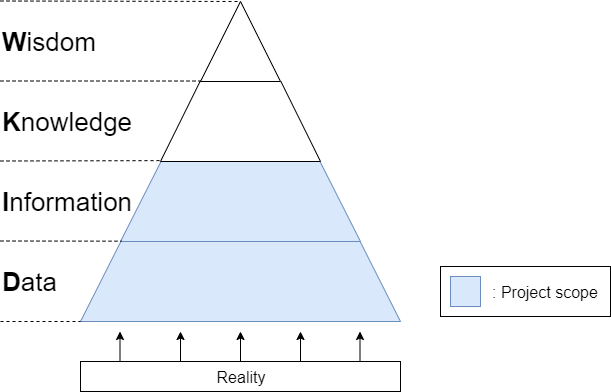 Wisdom
Knowledge
Information
Data
: Project scope
Reality